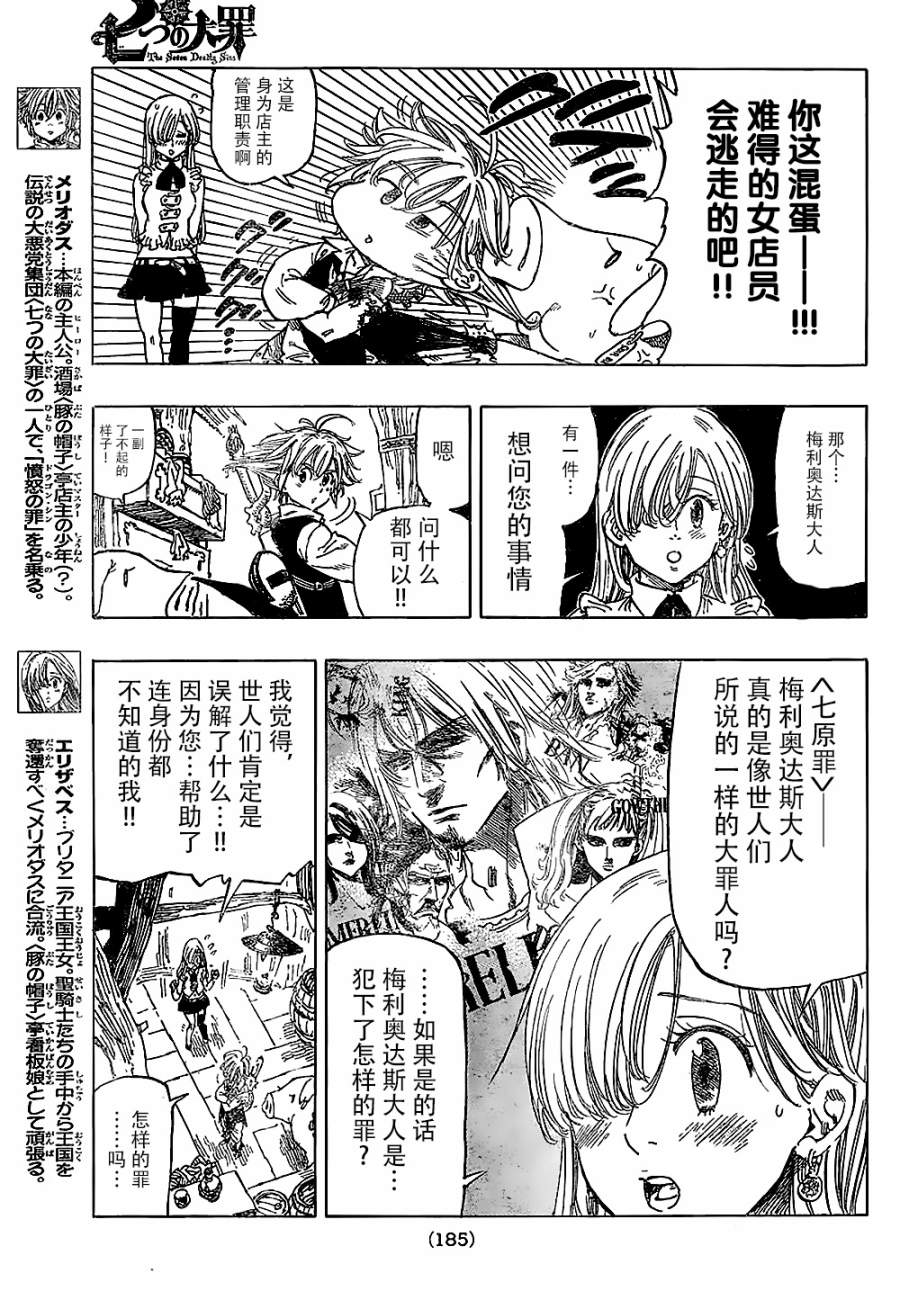 七つの大罪
The Seven Deadly Sins
你这混蛋——!!!
难得的女店员
会逃走的吧!!
这是
身为店主的
管理职责啊
那个…
梅利奥达斯大人
有一件…
想问您的事情
嗯
问什么
都可以!!
一副
了不起的
样子!
〈七原罪〉——
梅利奥达斯大人
真的是像世人们
所说的一样的大罪人吗?
……如果是的话
梅利奥达斯大人是…
犯下了怎样的罪?
KING
BAN
GOWTHER
MERLIN
我觉得,
世人们肯定是
误解了什么…!!
因为您…帮助了
连身份都
不知道的我!!
怎样的罪
……吗…
メリオダス…本編の主人公。酒場〈豚の帽子〉亭店主の少年(?)。
伝説の大悪党集団〈七つの大罪〉の一人で、「憤怒の罪」を名乗る。
エリザベス…ブリタニア王国王女。聖騎士たちの手中から王国を
奪還すべくメリオダスに合流。〈豚の帽子〉亭看板娘として頑張る。
(185)